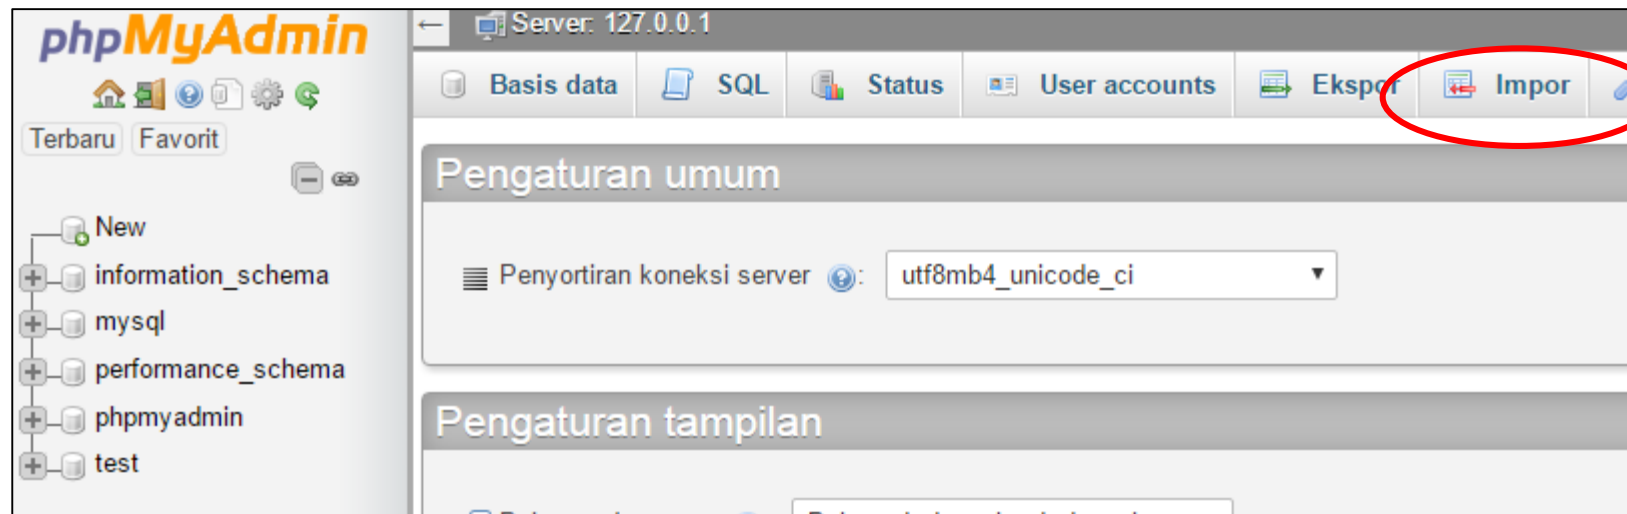 phpMyAdmin
Server: 127.0.0.1
Basis data SQL Status User accounts Ekspor Impor
Terbaru Favorit
New
information_schema
mysql
performance_schema
phpmyadmin
test
Pengaturan umum
Penyortiran koneksi server : utf8mb4_unicode_ci
Pengaturan tampilan